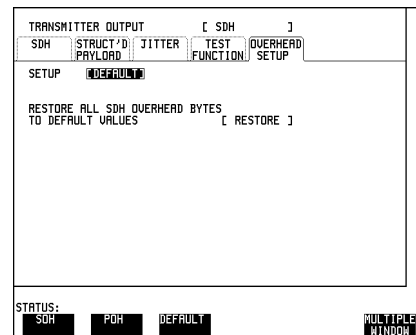 TRANSMITTER OUTPUT [ SDH ]
SDH STRUCT'D PAYLOAD JITTER TEST FUNCTION OVERHEAD SETUP
SETUP [DEFAULT]
RESTORE ALL SDH OVERHEAD BYTES
TO DEFAULT VALUES [ RESTORE ]
STATUS:
SOH POH DEFAULT MULTIPLE WINDOW